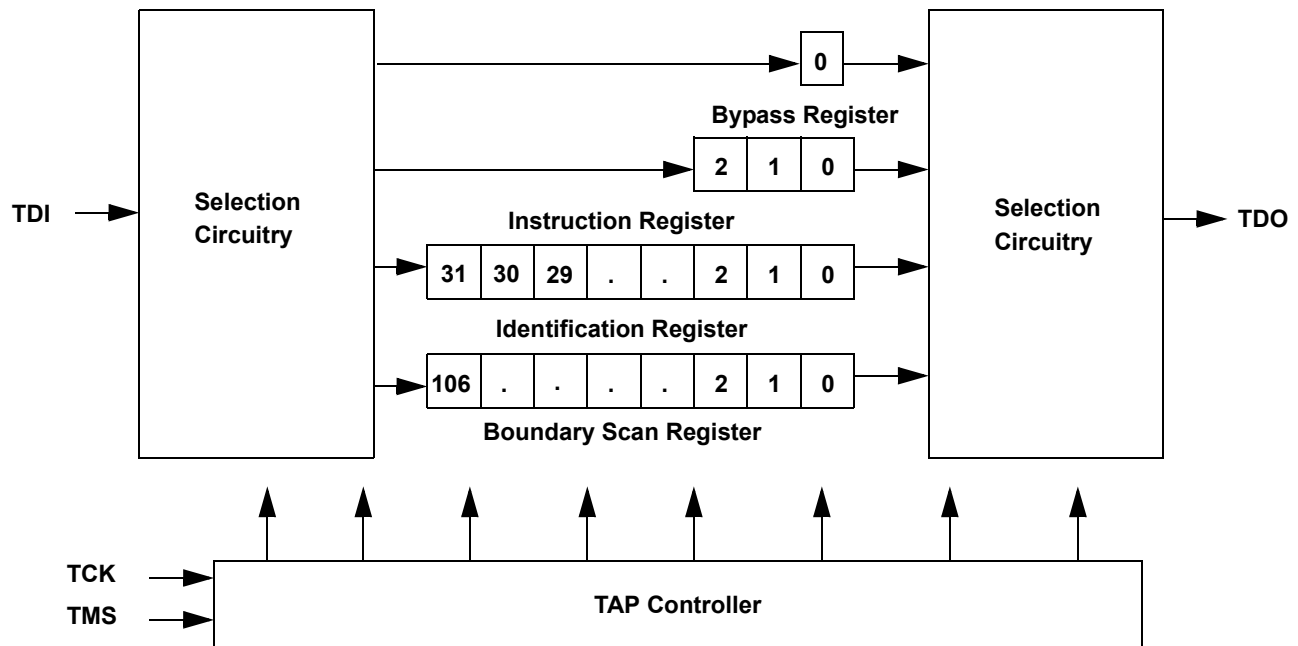 0
Bypass Register
2 1 0
TDI
Selection
Circuitry
Selection
Circuitry
TDO
Instruction Register
31 30 29 . . 2 1 0
Identification Register
106 . . . . 2 1 0
Boundary Scan Register
TCK
TMS
TAP Controller